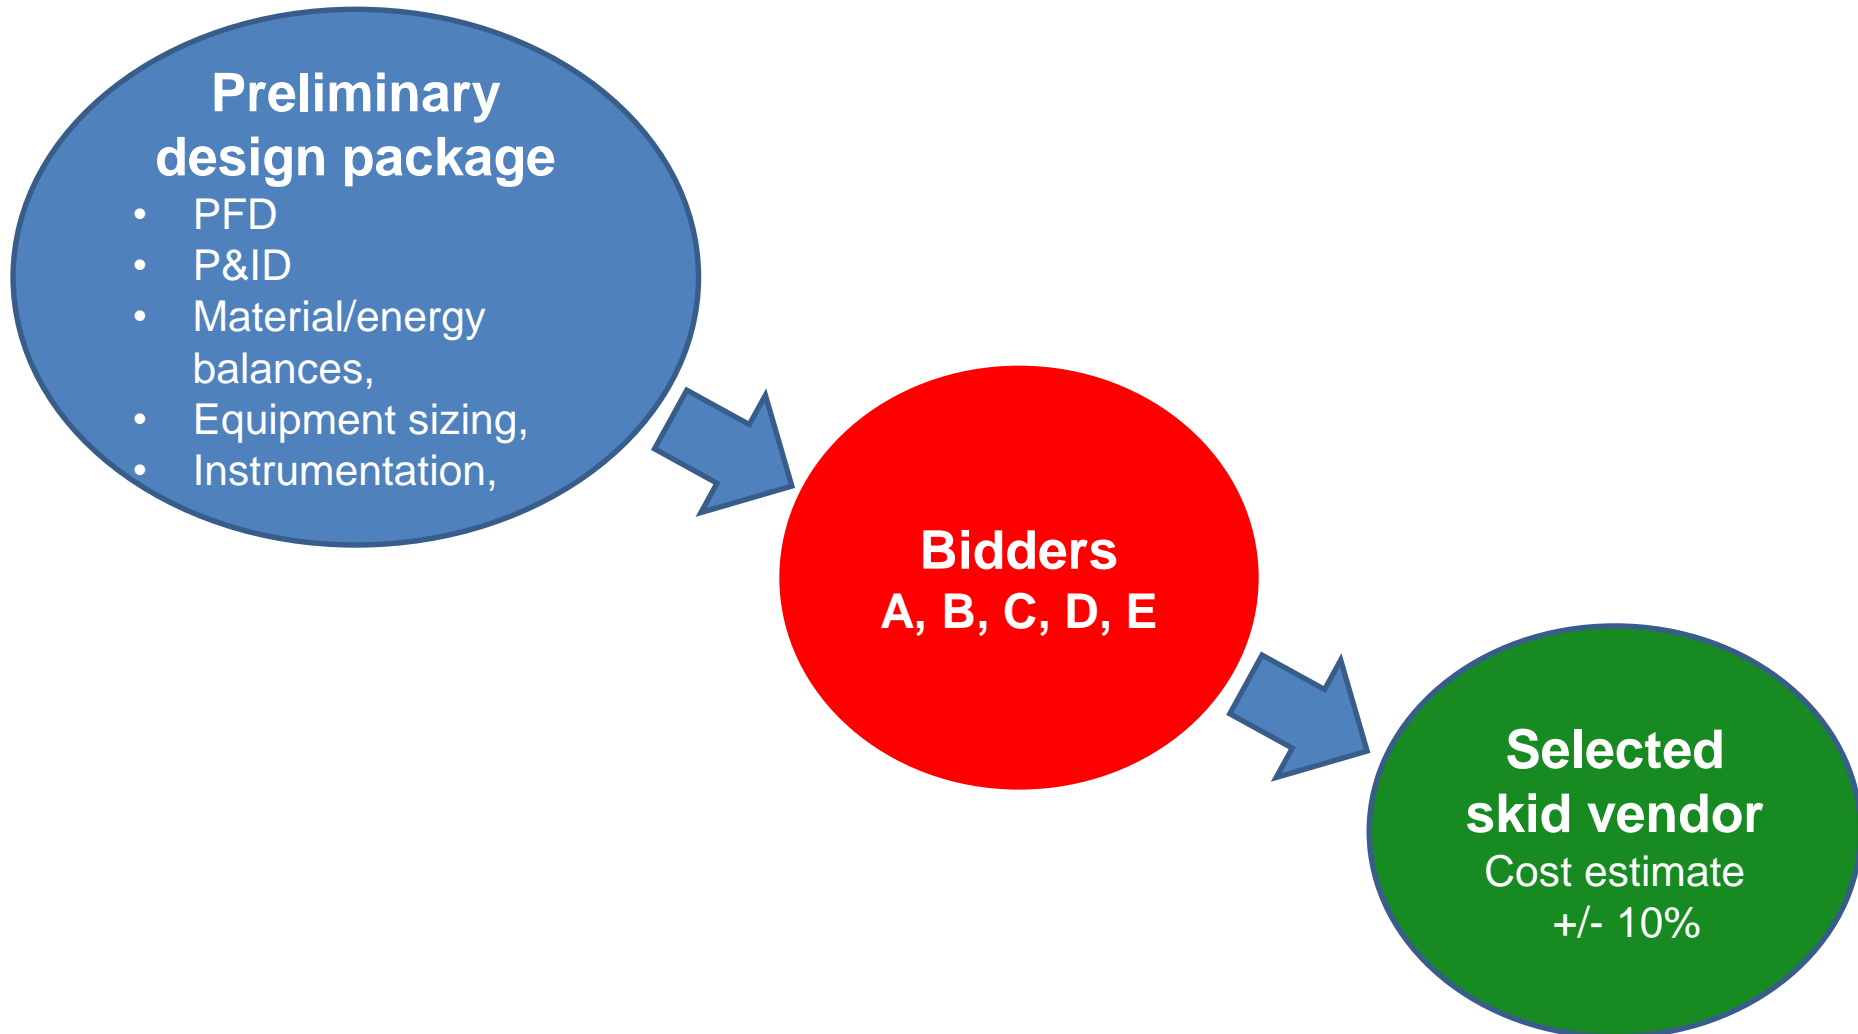 Preliminary
design package
• PFD
• P&ID
• Material/energy
balances,
• Equipment sizing,
• Instrumentation,
Bidders
A, B, C, D, E
Selected
skid vendor
Cost estimate
+/- 10%